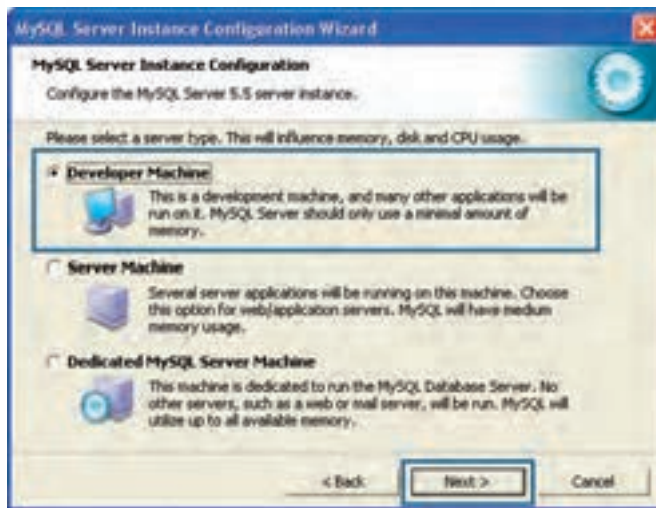 MySQL Server Instance Configuration Wizard
MySQL Server Instance Configuration
Configure the MySQL Server 5.5 server instance.
Please select a server type. This will influence memory, disk and CPU usage.
Developer Machine
This is a development machine, and many other applications will be
run on it. MySQL Server should only use a minimal amount of
memory.
Server Machine
Several server applications will be running on this machine. Choose
this option for web/application servers. MySQL will have medium
memory usage.
Dedicated MySQL Server Machine
This machine is dedicated to run the MySQL Database Server. No
other servers, such as a web or mail server, will be run. MySQL will
utilize up to all available memory.
< Back Next > Cancel